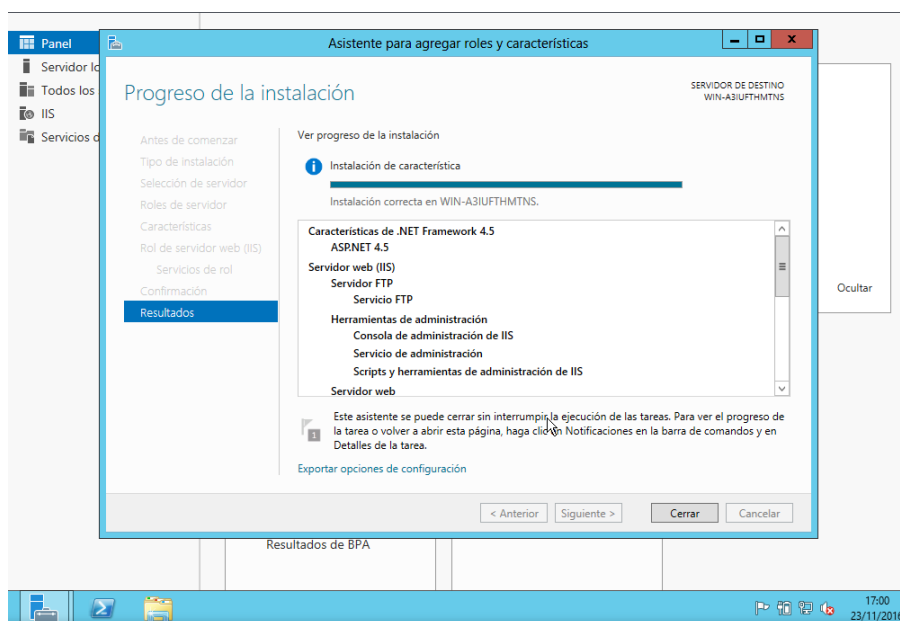 Asistente para agregar roles y características
Panel
Servidor lo
Todos los
IIS
Servicios d
Progreso de la instalación
SERVIDOR DE DESTINO
WIN-A3IUFTHMTNS
Antes de comenzar
Tipo de instalación
Selección de servidor
Roles de servidor
Características
Rol de servidor web (IIS)
Servicios de rol
Confirmación
Resultados
Ver progreso de la instalación
Instalación de característica
Instalación correcta en WIN-A3IUFTHMTNS.
Características de .NET Framework 4.5
ASP.NET 4.5
Servidor web (IIS)
Servidor FTP
Servicio FTP
Herramientas de administración
Consola de administración de IIS
Servicio de administración
Scripts y herramientas de administración de IIS
Servidor web
1
Este asistente se puede cerrar sin interrumpir la ejecución de las tareas. Para ver el progreso de
la tarea o volver a abrir esta página, haga clic en Notificaciones en la barra de comandos y en
Detalles de la tarea.
Exportar opciones de configuración
< Anterior
Siguiente >
Cerrar
Cancelar
Ocultar
Resultados de BPA
17:00
23/11/2016